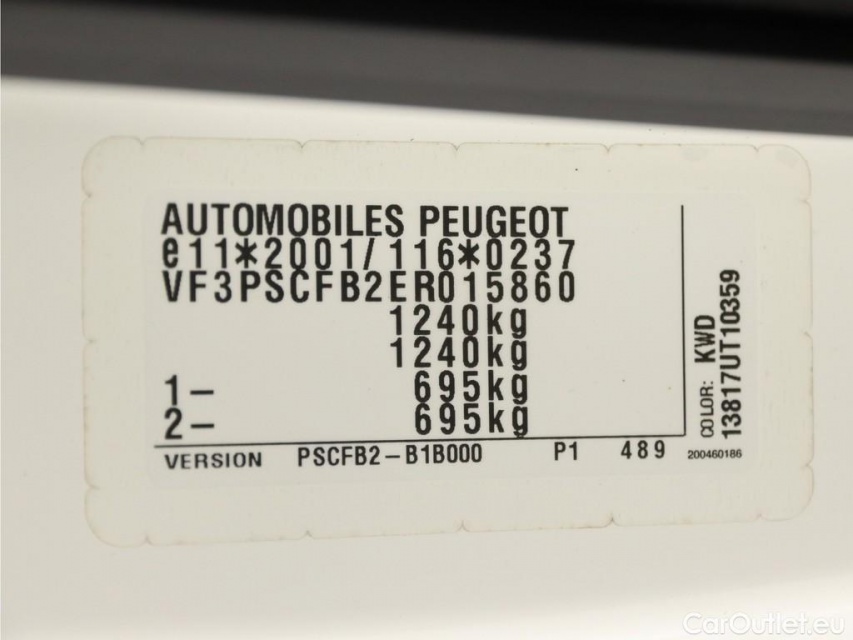 AUTOMOBILES PEUGEOT
e11*2001/116*0237
VF3PSCFB2ER015860
1240kg
1240kg
1- 695kg
2- 695kg
VERSION PSCFB2-B1B000 P1 489
COLOR: KWD
13817UT10359
200460186
CarOutlet.eu